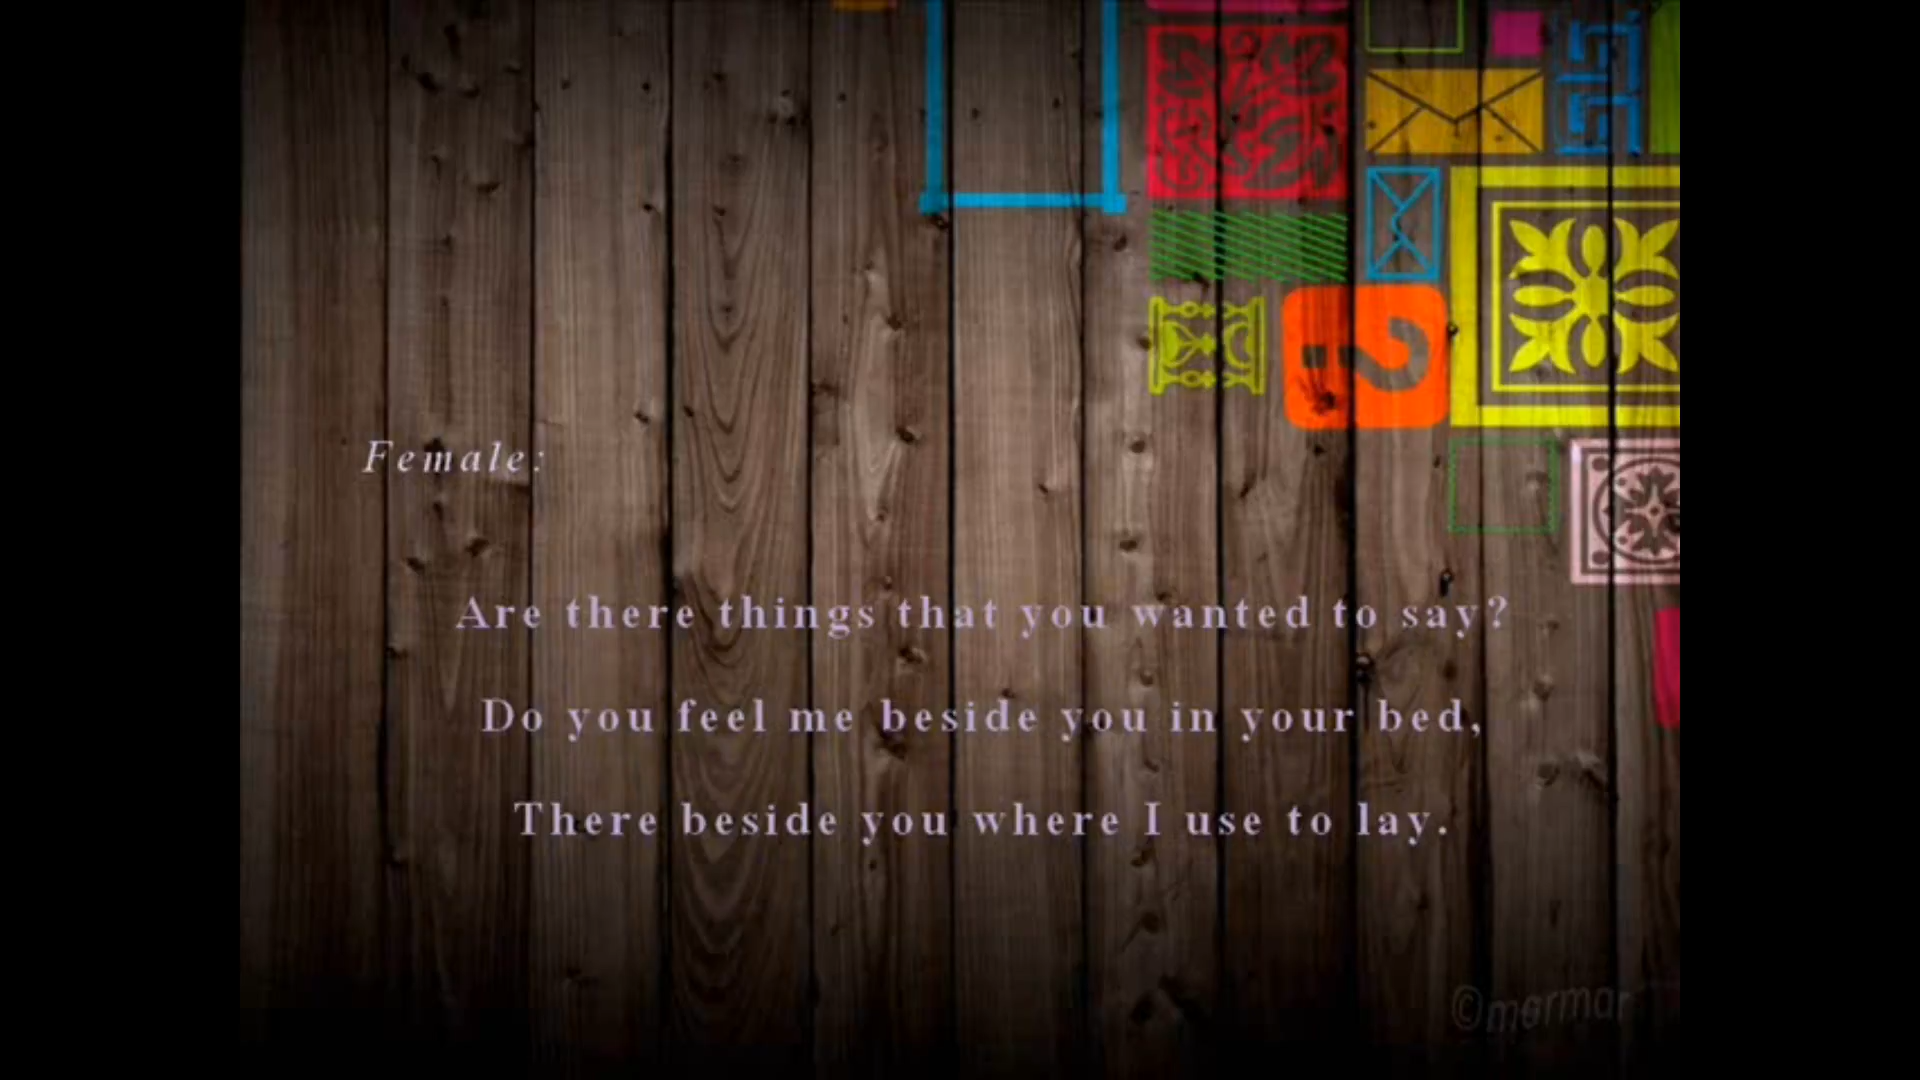 ?
Female:
Are there things that you wanted to say?
Do you feel me beside you in your bed,
There beside you where I use to lay.
©marmar